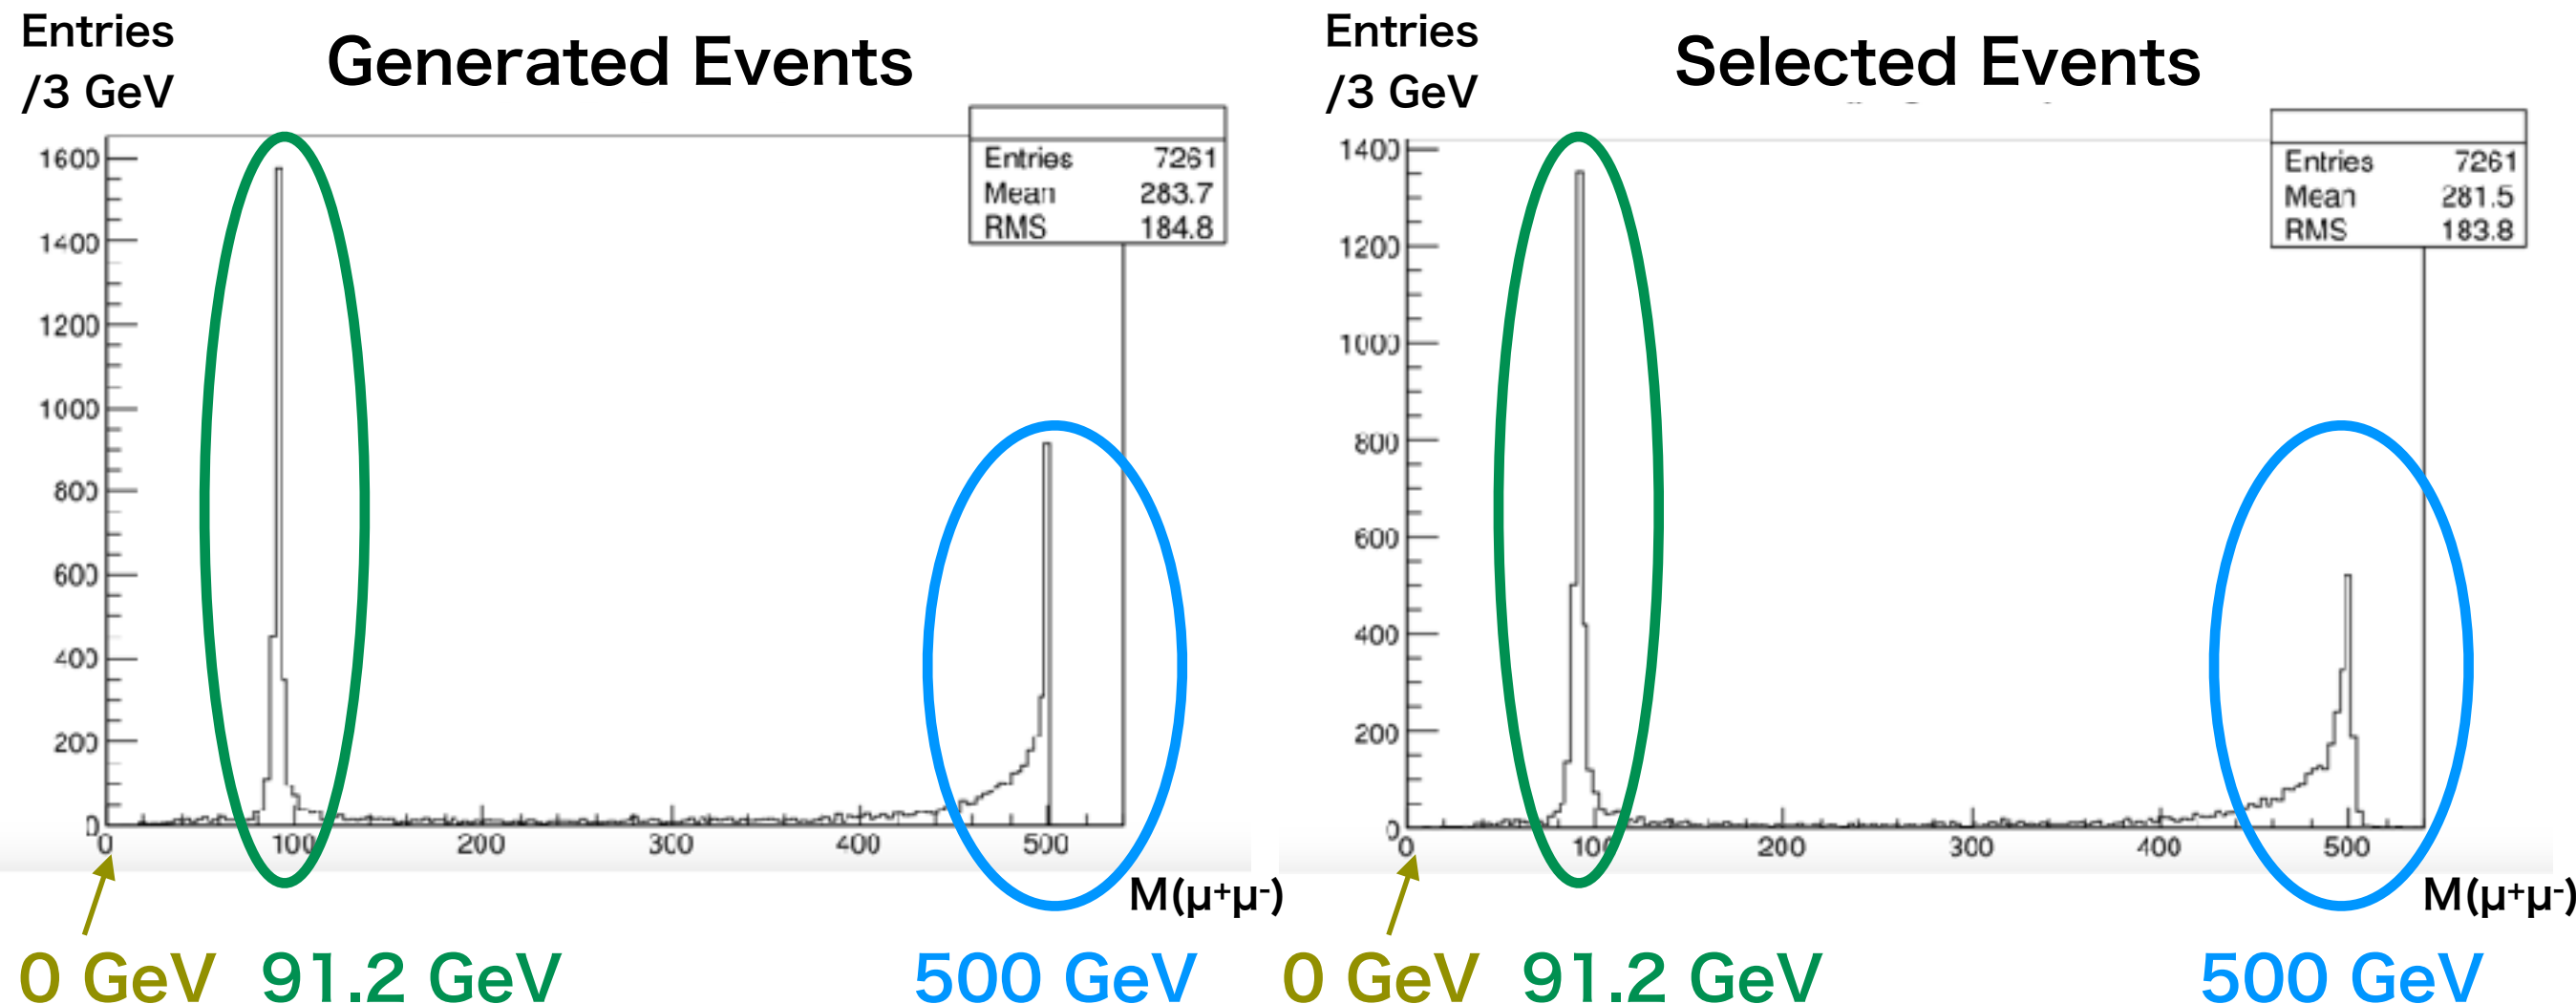 Entries
/3 GeV
Generated Events
Entries 7261
Mean 283.7
RMS 184.8
1600
1400
1200
1000
800
600
400
200
0
0 100 200 300 400 500
M(μ+μ-)
0 GeV 91.2 GeV 500 GeV
Entries
/3 GeV
Selected Events
Entries 7261
Mean 281.5
RMS 183.8
1400
1200
1000
800
600
400
200
0
0 100 200 300 400 500
M(μ+μ-)
0 GeV 91.2 GeV 500 GeV